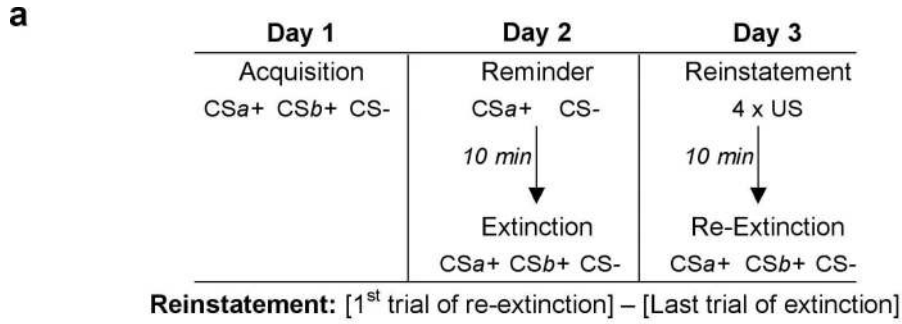 a
Day 1 Day 2 Day 3
Acquisition Reminder Reinstatement
CSa+ CSb+ CS- CSa+ CS- 4 x US
10 min 10 min
Extinction Re-Extinction
CSa+ CSb+ CS- CSa+ CSb+ CS-
Reinstatement: [1st trial of re-extinction] – [Last trial of extinction]